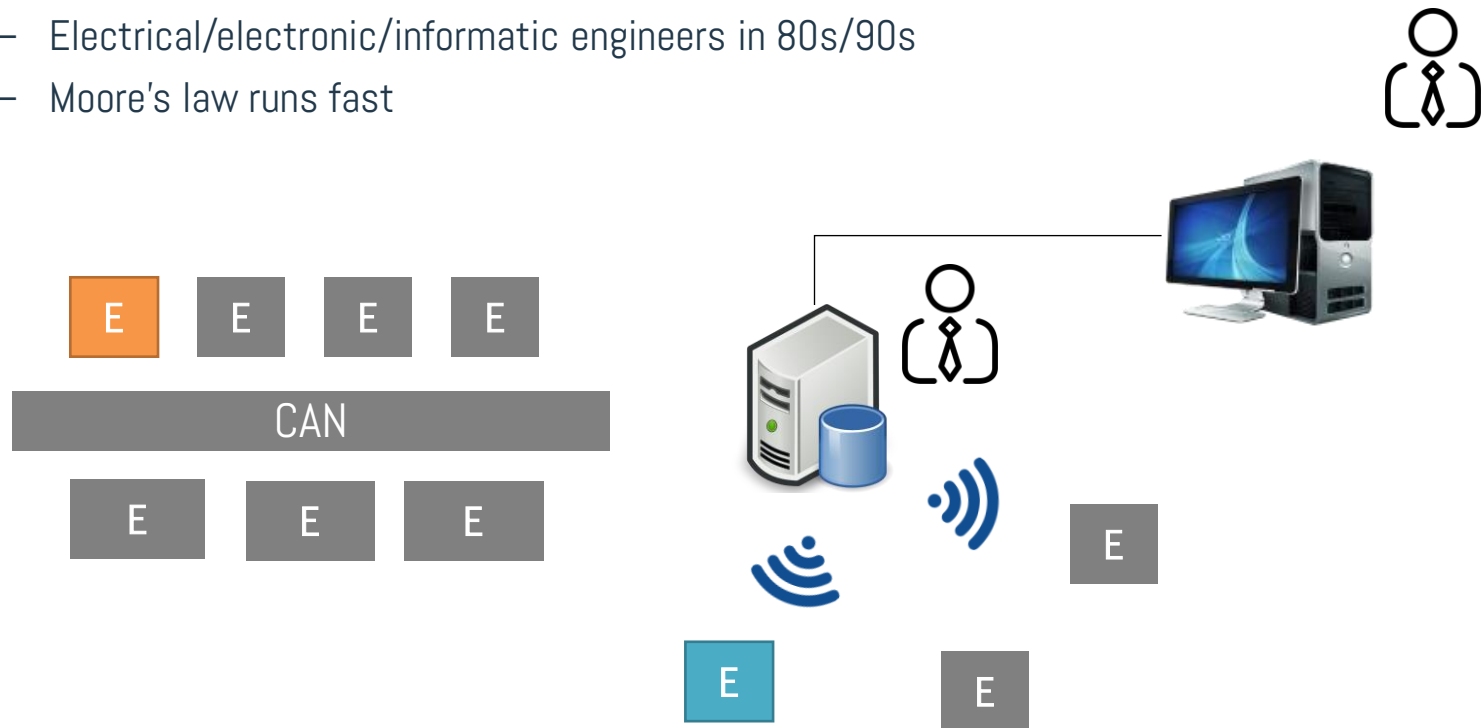 – Electrical/electronic/informatic engineers in 80s/90s
– Moore's law runs fast
E E E E
CAN
E E E
E
E
E